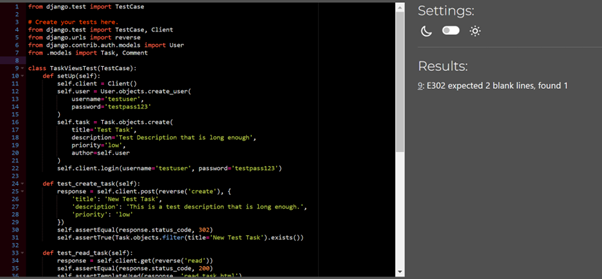 1 from django.test import TestCase
2
3 # Create your tests here.
4 from django.test import TestCase, Client
5 from django.urls import reverse
6 from django.contrib.auth.models import User
7 from .models import Task, Comment
8
9 class TaskViewsTest(TestCase):
10     def setUp(self):
11         self.client = Client()
12         self.user = User.objects.create_user(
13             username='testuser',
14             password='testpass123'
15         )
16         self.task = Task.objects.create(
17             title='Test Task',
18             description='Test Description that is long enough',
19             priority='low',
20             author=self.user
21         )
22         self.client.login(username='testuser', password='testpass123')
23
24     def test_create_task(self):
25         response = self.client.post(reverse('create'), {
26             'title': 'New Test Task',
27             'description': 'This is a test description that is long enough.',
28             'priority': 'low'
29         })
30         self.assertEqual(response.status_code, 302)
31         self.assertTrue(Task.objects.filter(title='New Test Task').exists())
32
33     def test_read_task(self):
34         response = self.client.get(reverse('read'))
35         self.assertEqual(response.status_code, 200)
36         self.assertTemplateUsed(response, 'read_task.html')
Settings:
Results:
9: E302 expected 2 blank lines, found 1